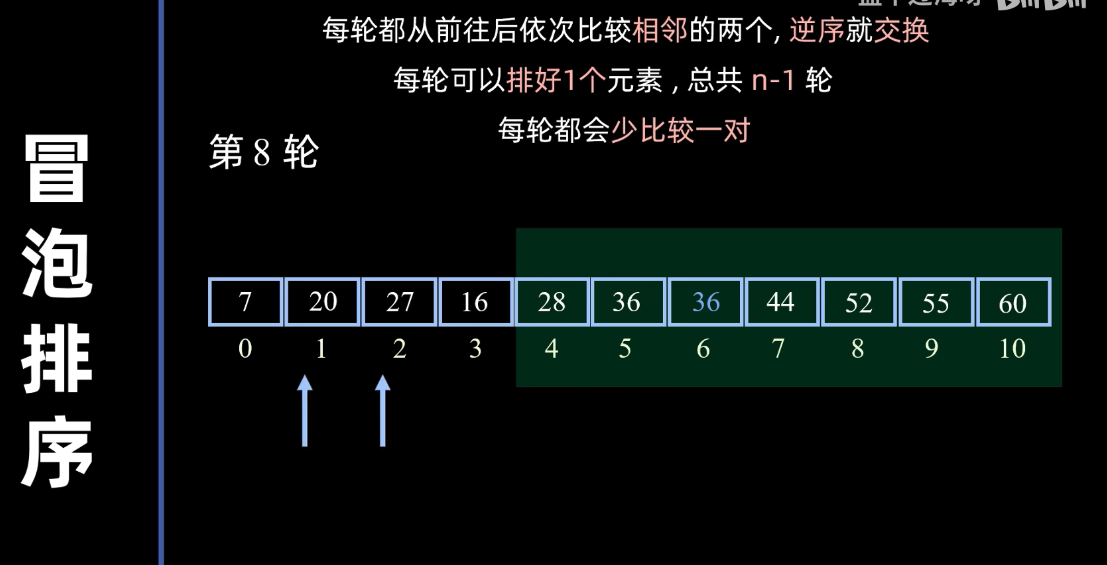 每轮都从前往后依次比较相邻的两个, 逆序就交换
每轮可以排好1个元素 , 总共 n-1 轮
每轮都会少比较一对
冒泡排序
第 8 轮
7 20 27 16 28 36 36 44 52 55 60
0 1 2 3 4 5 6 7 8 9 10